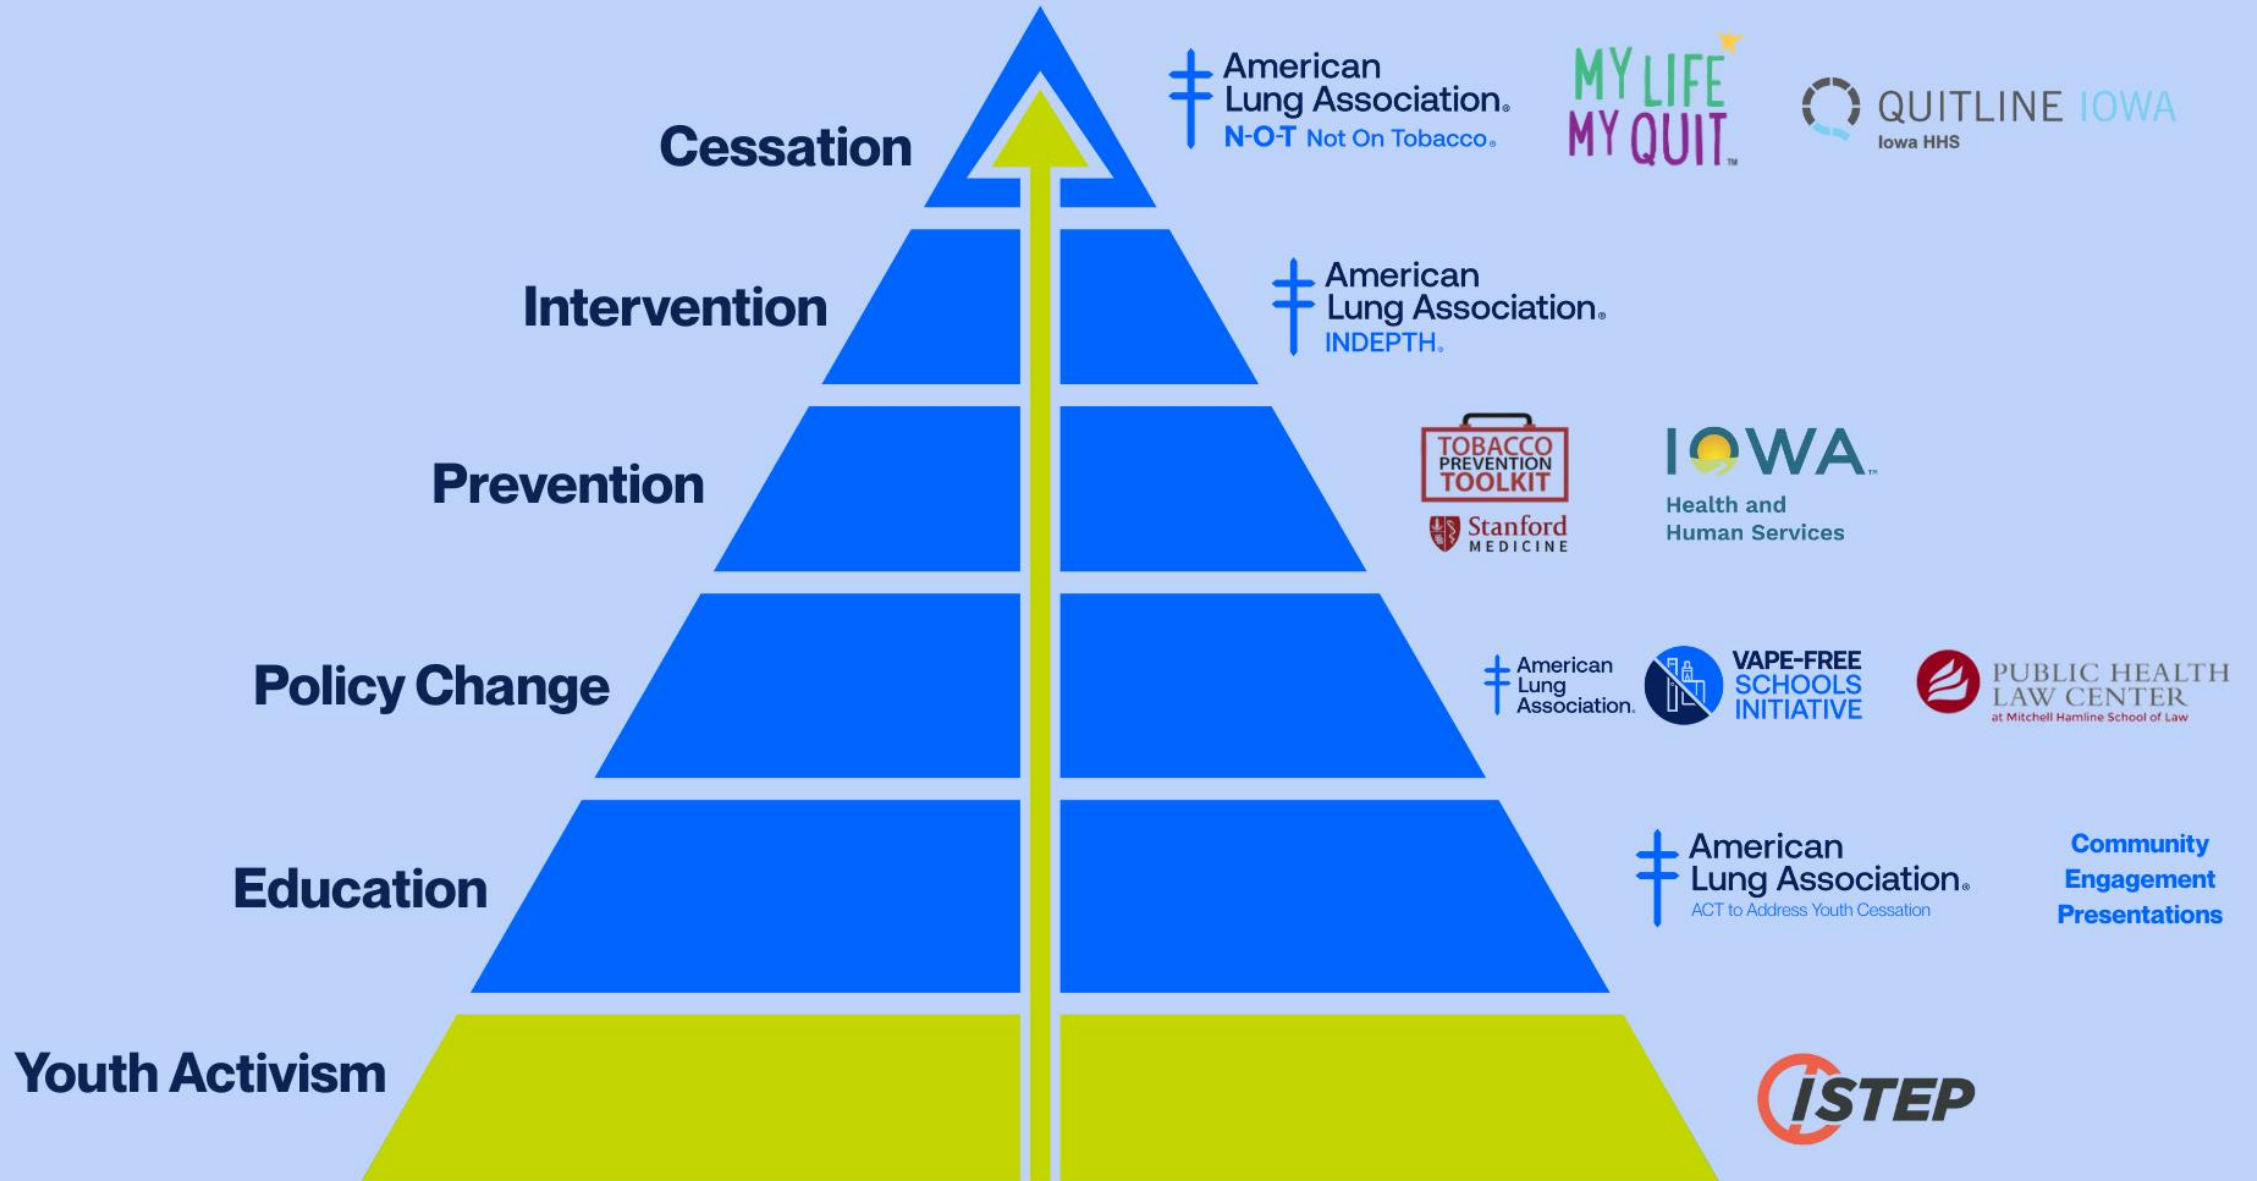 Cessation
American
Lung Association®
N-O-T Not On Tobacco®
MY LIFE
MY QUIT™
QUITLINE IOWA
Iowa HHS
Intervention
American
Lung Association®
INDEPTH®
Prevention
TOBACCO
PREVENTION
TOOLKIT
Stanford
MEDICINE
IOWA™
Health and
Human Services
Policy Change
American
Lung
Association®
VAPE-FREE
SCHOOLS
INITIATIVE
PUBLIC HEALTH
LAW CENTER
at Mitchell Hamline School of Law
Education
American
Lung Association®
ACT to Address Youth Cessation
Community
Engagement
Presentations
Youth Activism
iSTEP